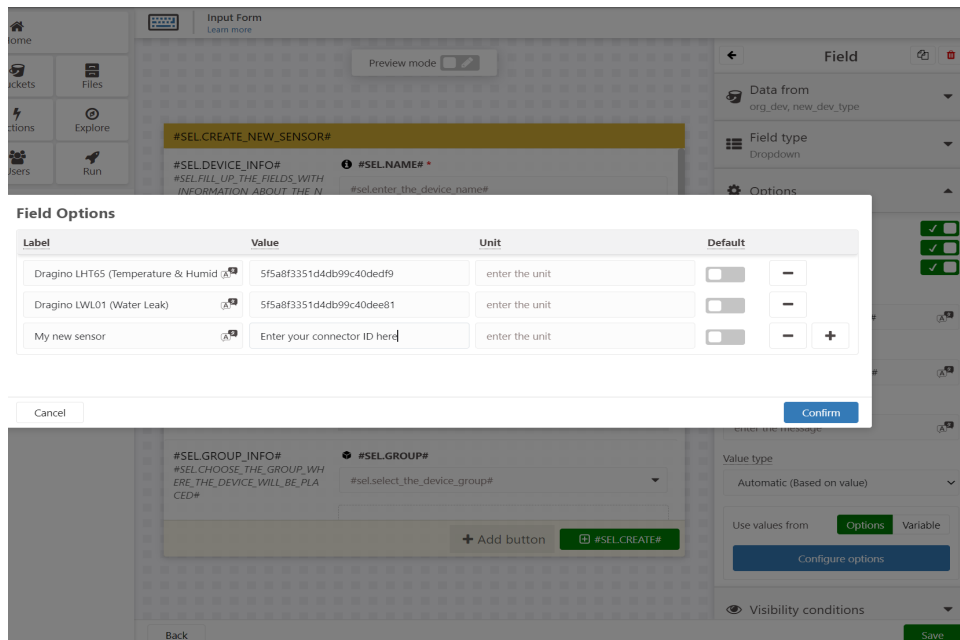 Input Form
Learn more
ome
Preview mode
Field
ckets
Files
Data from
org_dev, new_dev_type
ctions
Explore
#SEL.CREATE_NEW_SENSOR#
Field type
Dropdown
sers
Run
#SEL.DEVICE_INFO#
#SEL.NAME# *
#SEL.FILL_UP_THE_FIELDS_WITH
_INFORMATION_ABOUT_THE_N
#sel.enter_the_device_name#
Options
Field Options
Label Value Unit Default
Dragino LHT65 (Temperature & Humid 5f5a8f3351d4db99c40dedf9 enter the unit
Dragino LWL01 (Water Leak) 5f5a8f3351d4db99c40dee81 enter the unit
My new sensor Enter your connector ID here enter the unit
#
#
Cancel Confirm
enter the message
#SEL.GROUP_INFO#
#SEL.GROUP#
#SEL.CHOOSE_THE_GROUP_WH
ERE_THE_DEVICE_WILL_BE_PLA
CED#
#sel.select_the_device_group#
Value type
Automatic (Based on value)
Use values from Options Variable
+ Add button
#SEL.CREATE#
Configure options
Visibility conditions
Back
Save